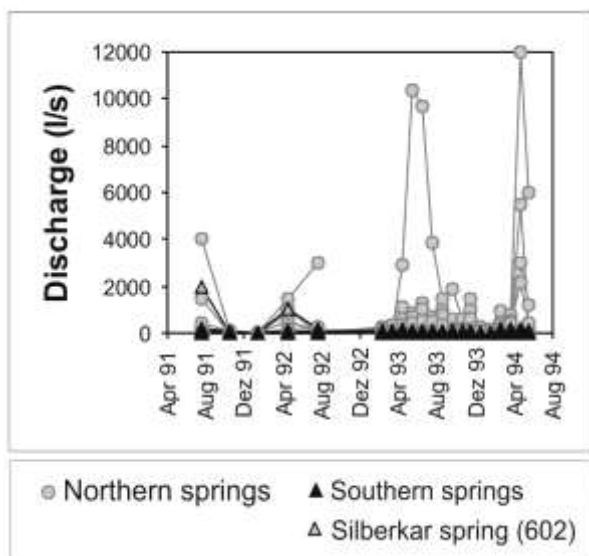 Discharge (l/s)
12000
10000
8000
6000
4000
2000
0
Apr 91
Aug 91
Dez 91
Apr 92
Aug 92
Dez 92
Apr 93
Aug 93
Dez 93
Apr 94
Aug 94
Northern springs
Southern springs
Silberkar spring (602)